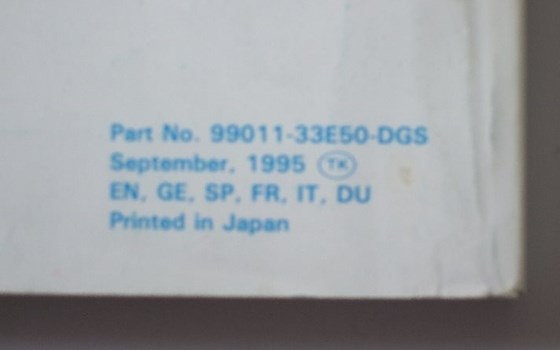 Part No. 99011-33E50-DGS
September, 1995 TK
EN, GE, SP, FR, IT, DU
Printed in Japan